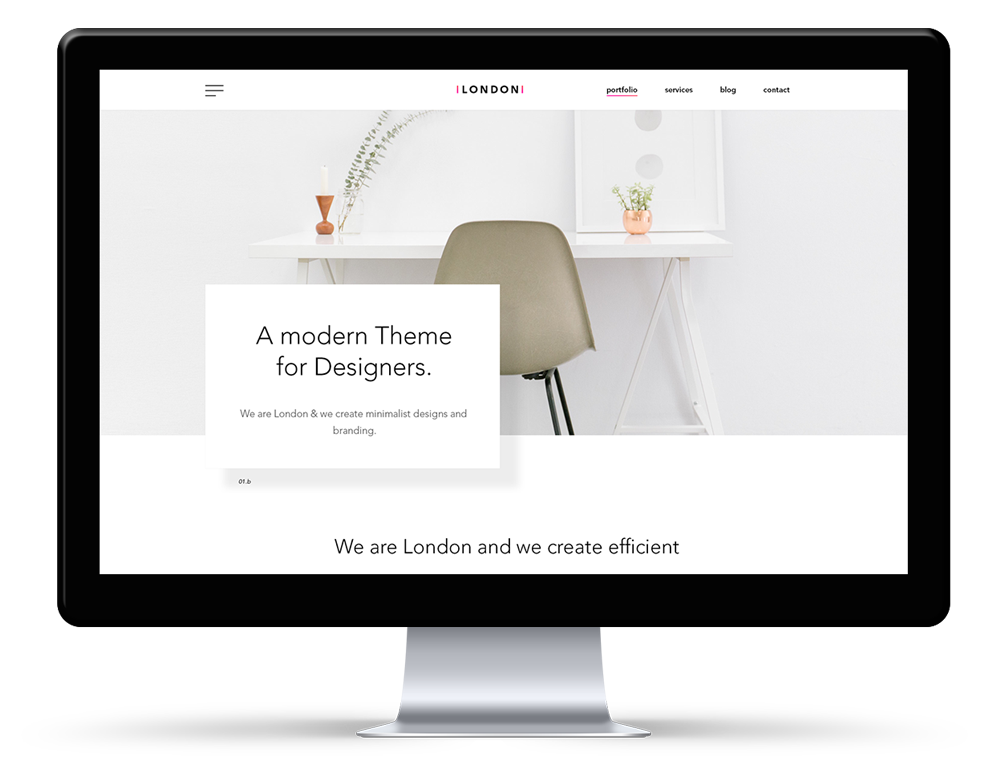 |LONDON|
portfolio
services
blog
contact
A modern Theme
for Designers.
We are London & we create minimalist designs and
branding.
01.b
We are London and we create efficient